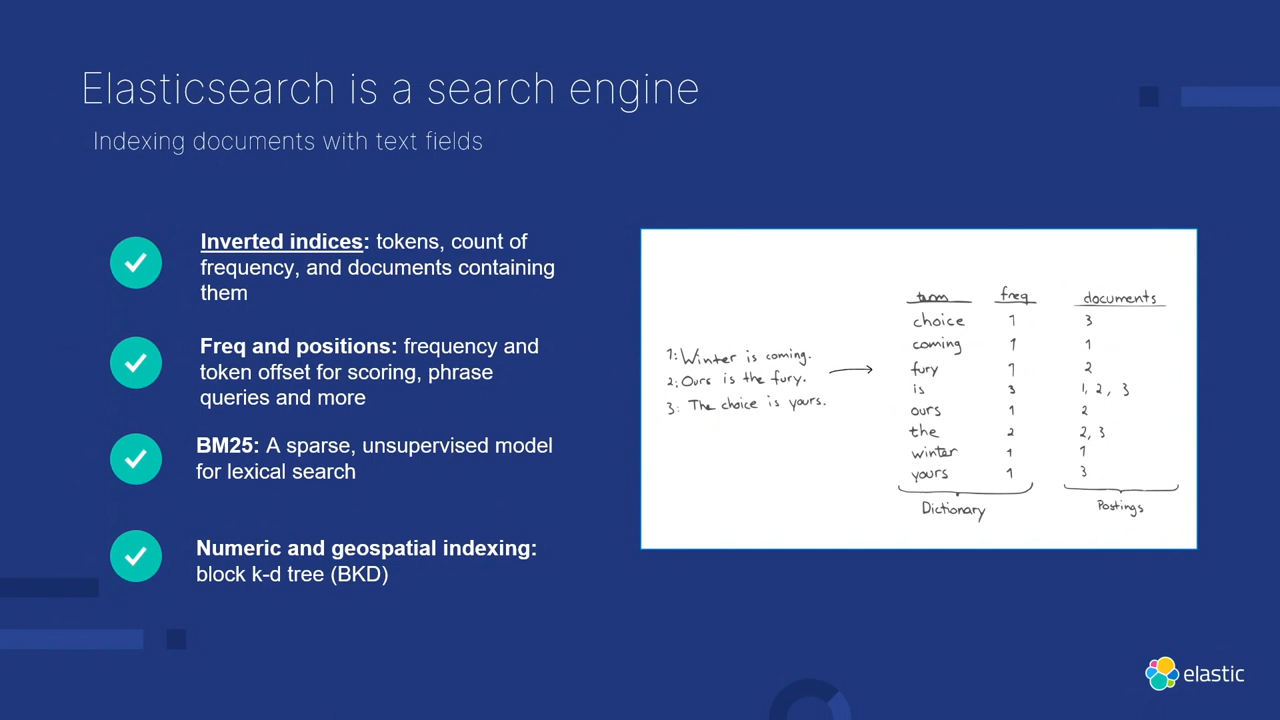 Elasticsearch is a search engine
Indexing documents with text fields
Inverted indices: tokens, count of
frequency, and documents containing
them
Freq and positions: frequency and
token offset for scoring, phrase
queries and more
BM25: A sparse, unsupervised model
for lexical search
Numeric and geospatial indexing:
block k-d tree (BKD)
1: Winter is coming.
2: Ours is the fury.
3: The choice is yours.
term freq documents
choice 1 3
coming 1 1
fury 1 2
is 3 1, 2, 3
ours 1 2
the 2 2, 3
winter 1 1
yours 1 3
Dictionary Postings
elastic